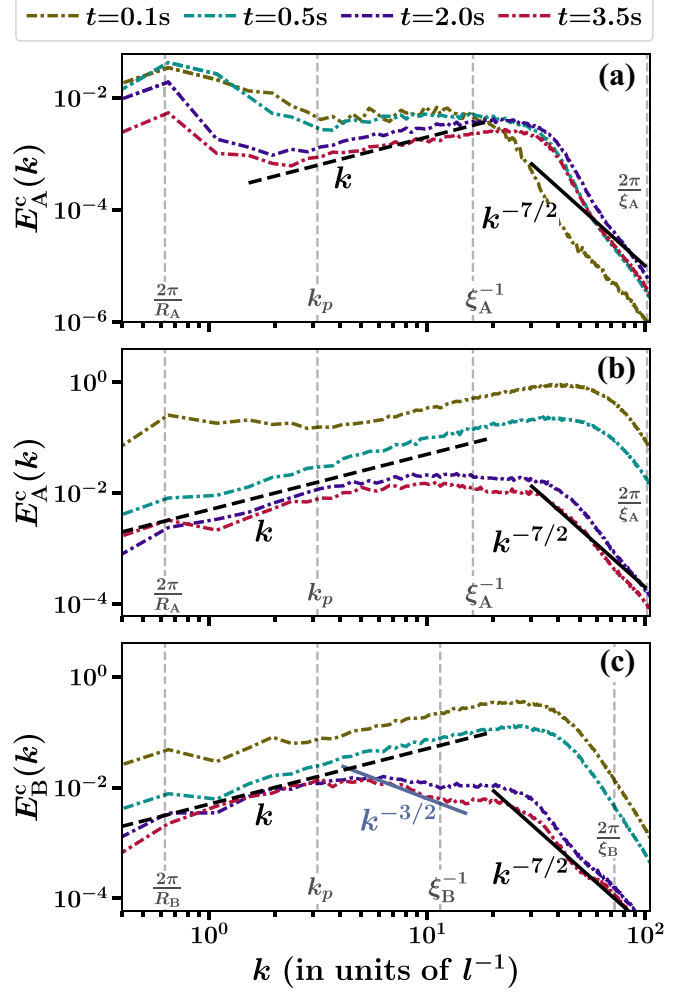 t=0.1s t=0.5s t=2.0s t=3.5s
(a)
10^{-2}
10^{-4}
10^{-6}
E_A^c(k)
k
k^{-7/2}
2π/R_A
k_p
ξ_A^{-1}
2π/ξ_A
(b)
10^0
10^{-2}
10^{-4}
E_A^c(k)
k
k^{-7/2}
2π/R_A
k_p
ξ_A^{-1}
2π/ξ_A
(c)
10^0
10^{-2}
10^{-4}
E_B^c(k)
k
k^{-3/2}
k^{-7/2}
2π/R_B
k_p
ξ_B^{-1}
2π/ξ_B
10^0 10^1 10^2
k (in units of l^{-1})